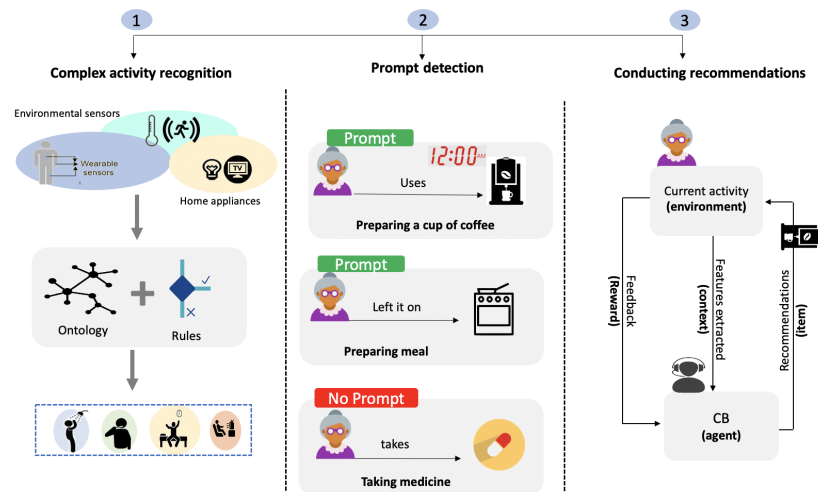 1
2
3
Complex activity recognition
Prompt detection
Conducting recommendations
Environmental sensors
Wearable
sensors
TV
Home appliances
Ontology
Rules
Prompt
12:00 AM
Uses
Preparing a cup of coffee
Prompt
Left it on
Preparing meal
No Prompt
takes
Taking medicine
Current activity
(environment)
Feedback
(Reward)
Features extracted
(context)
Recommendations
(Item)
CB
(agent)